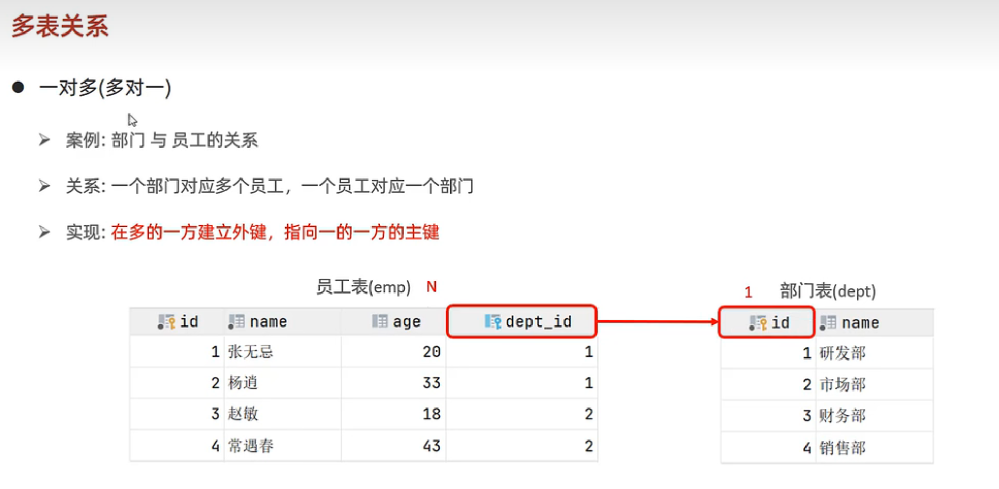 多表关系
一对多(多对一)
案例: 部门 与 员工的关系
关系: 一个部门对应多个员工，一个员工对应一个部门
实现: 在多的一方建立外键，指向一的一方的主键
员工表(emp) N
id name age dept_id
1 张无忌 20 1
2 杨逍 33 1
3 赵敏 18 2
4 常遇春 43 2
1 部门表(dept)
id name
1 研发部
2 市场部
3 财务部
4 销售部